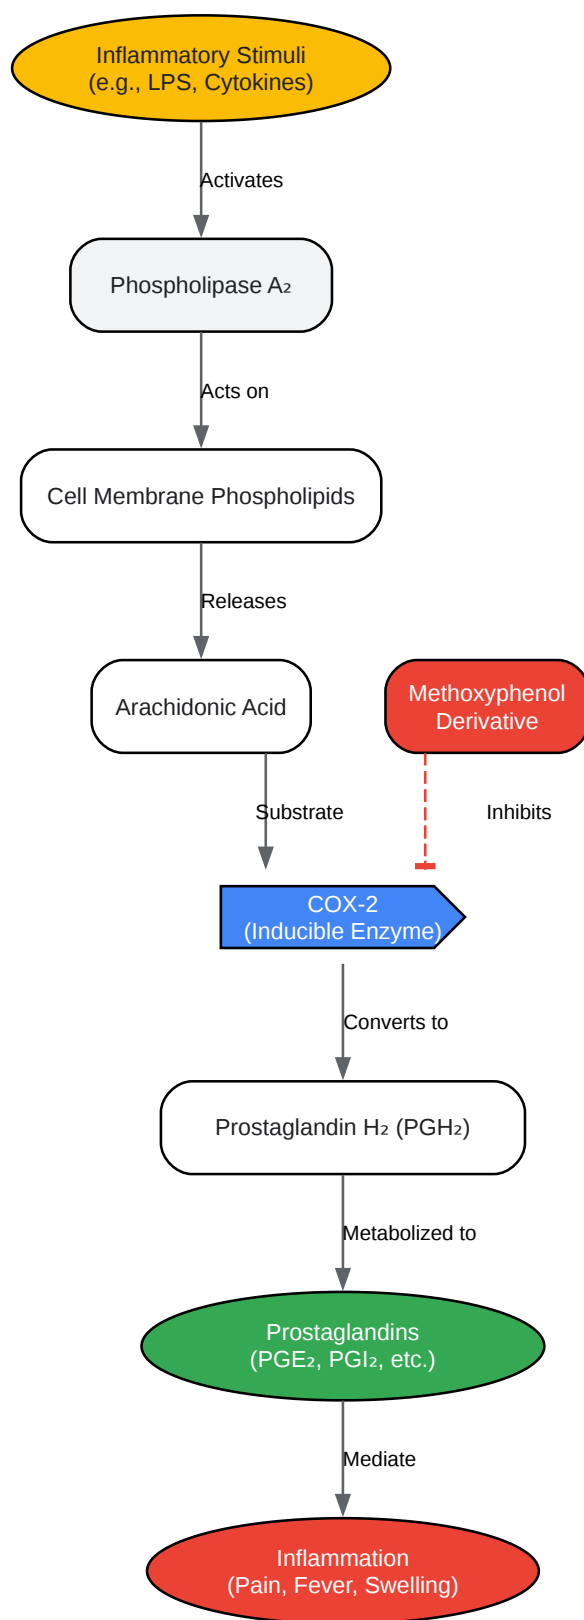 Inflammatory Stimuli
(e.g., LPS, Cytokines)
Activates
Phospholipase A₂
Acts on
Cell Membrane Phospholipids
Releases
Arachidonic Acid
Methoxyphenol
Derivative
Substrate
Inhibits
COX-2
(Inducible Enzyme)
Converts to
Prostaglandin H₂ (PGH₂)
Metabolized to
Prostaglandins
(PGE₂, PGI₂, etc.)
Mediate
Inflammation
(Pain, Fever, Swelling)